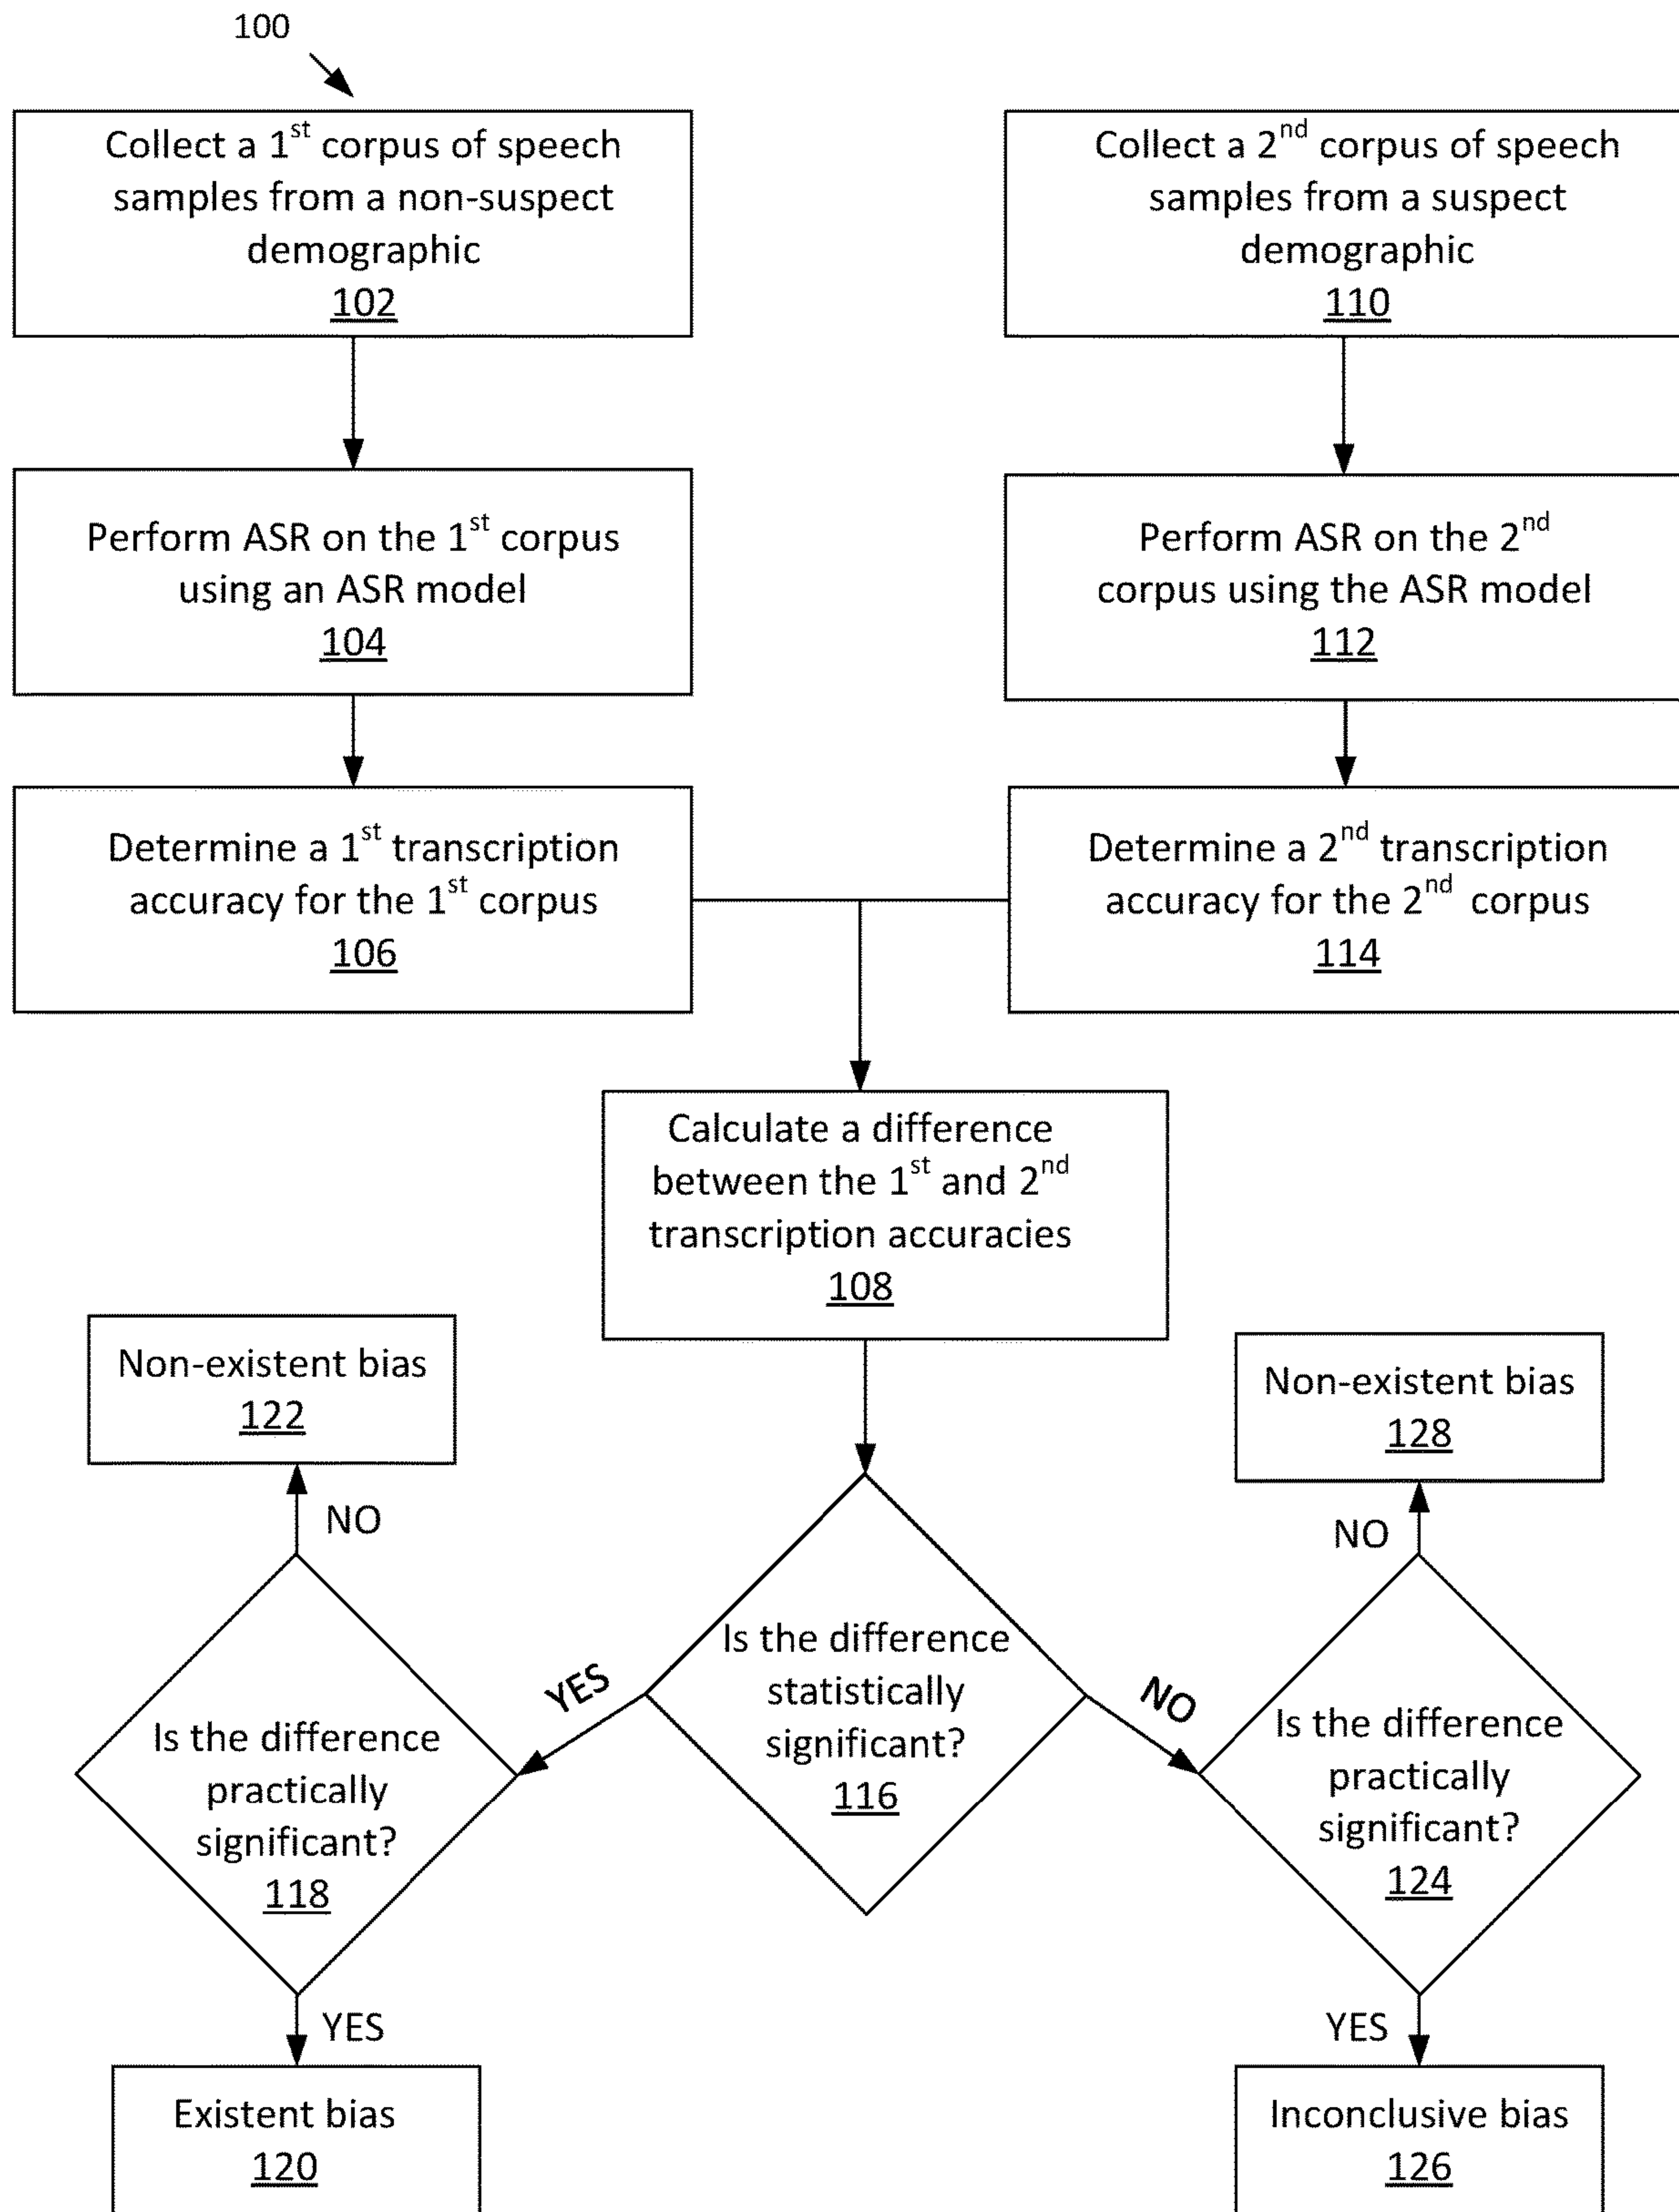 100
Collect a 1st corpus of speech
samples from a non-suspect
demographic
102
Collect a 2nd corpus of speech
samples from a suspect
demographic
110
Perform ASR on the 1st corpus
using an ASR model
104
Perform ASR on the 2nd
corpus using the ASR model
112
Determine a 1st transcription
accuracy for the 1st corpus
106
Determine a 2nd transcription
accuracy for the 2nd corpus
114
Calculate a difference
between the 1st and 2nd
transcription accuracies
108
Non-existent bias
122
Non-existent bias
128
NO
NO
YES
Is the difference
statistically
significant?
116
NO
Is the difference
practically
significant?
118
Is the difference
practically
significant?
124
YES
YES
Existent bias
120
Inconclusive bias
126